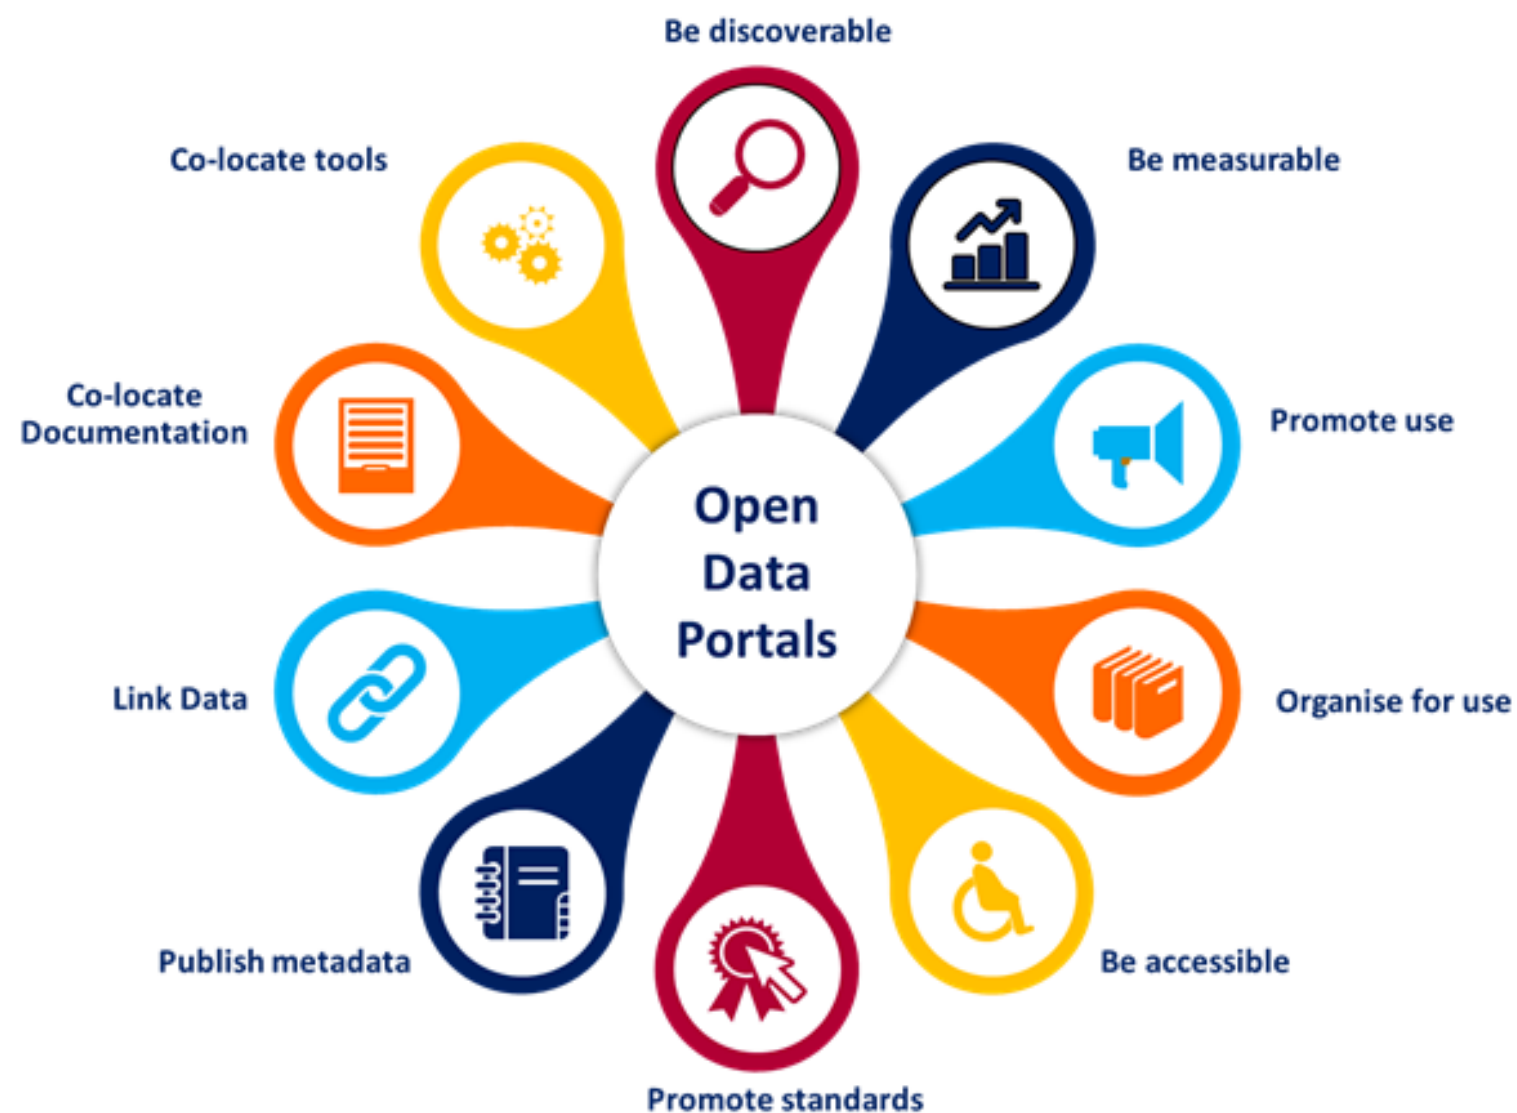 Be discoverable
Co-locate tools
Be measurable
Co-locate
Documentation
Promote use
Open
Data
Portals
Link Data
Organise for use
Publish metadata
Be accessible
Promote standards